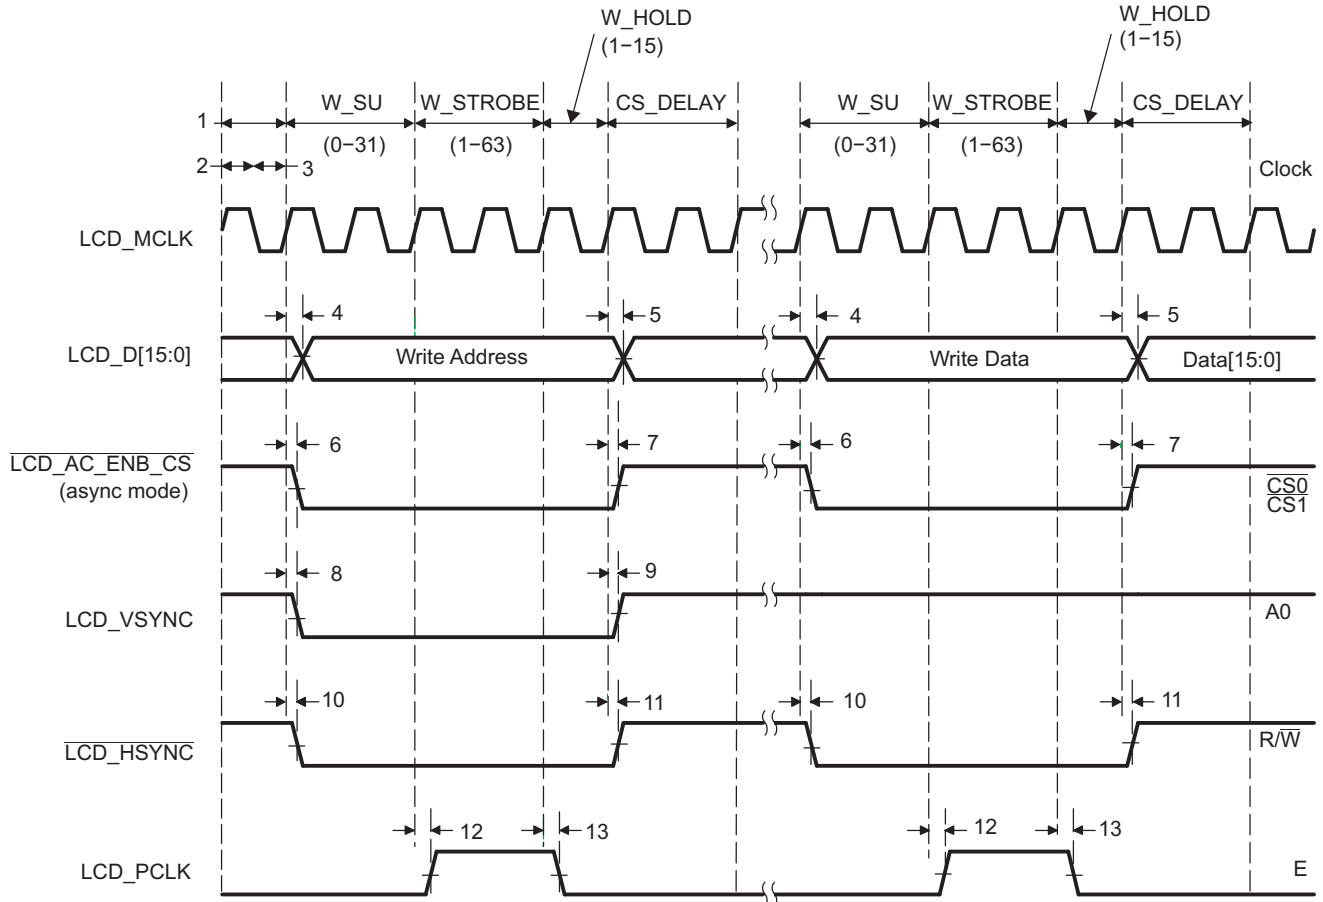 W_HOLD
(1−15)
W_HOLD
(1−15)
W_SU
W_STROBE
CS_DELAY
W_SU
W_STROBE
CS_DELAY
1
(0−31)
(1−63)
(0−31)
(1−63)
2
3
Clock
LCD_MCLK
4
5
4
5
LCD_D[15:0]
Write Address
Write Data
Data[15:0]
6
7
6
7
LCD_AC_ENB_CS
(async mode)
CS0
CS1
8
9
LCD_VSYNC
A0
10
11
10
11
LCD_HSYNC
R/W
12
13
12
13
LCD_PCLK
E